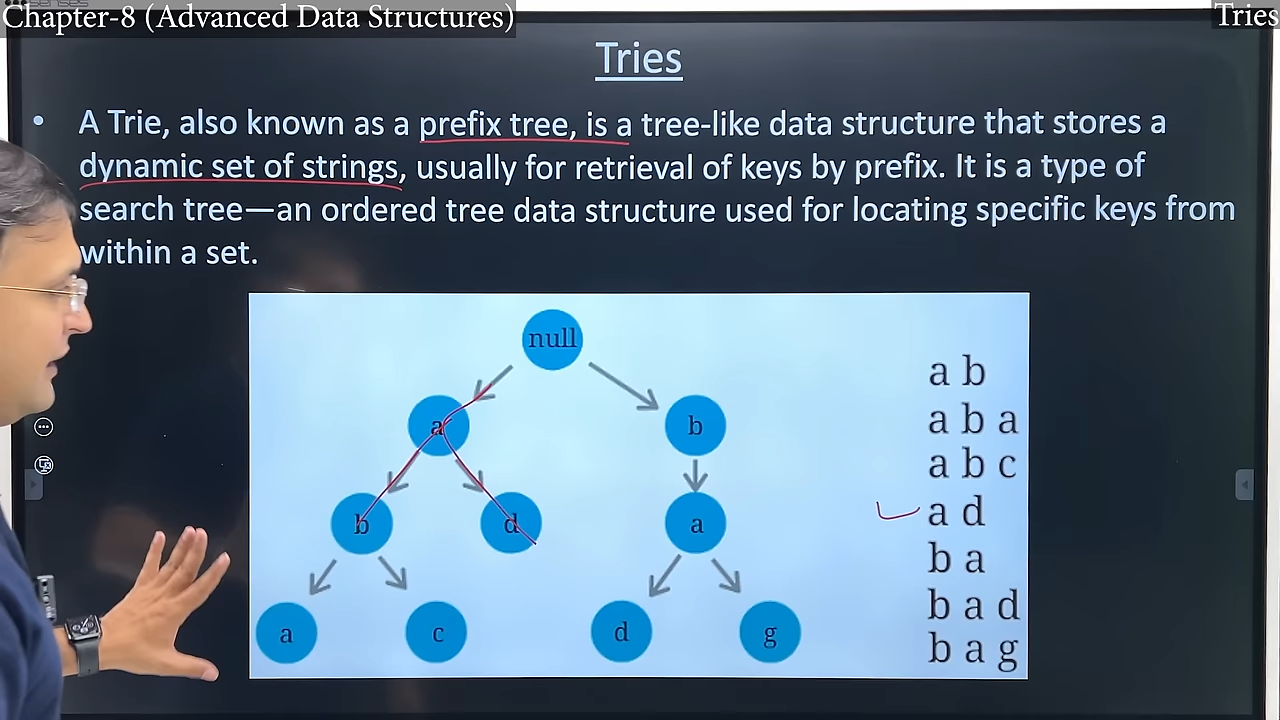 Chapter-8 (Advanced Data Structures)
Tries
Tries
• A Trie, also known as a prefix tree, is a tree-like data structure that stores a
dynamic set of strings, usually for retrieval of keys by prefix. It is a type of
search tree—an ordered tree data structure used for locating specific keys from
within a set.
null
a b
b d a
a c d g
a b
a b a
a b c
a d
b a
b a d
b a g